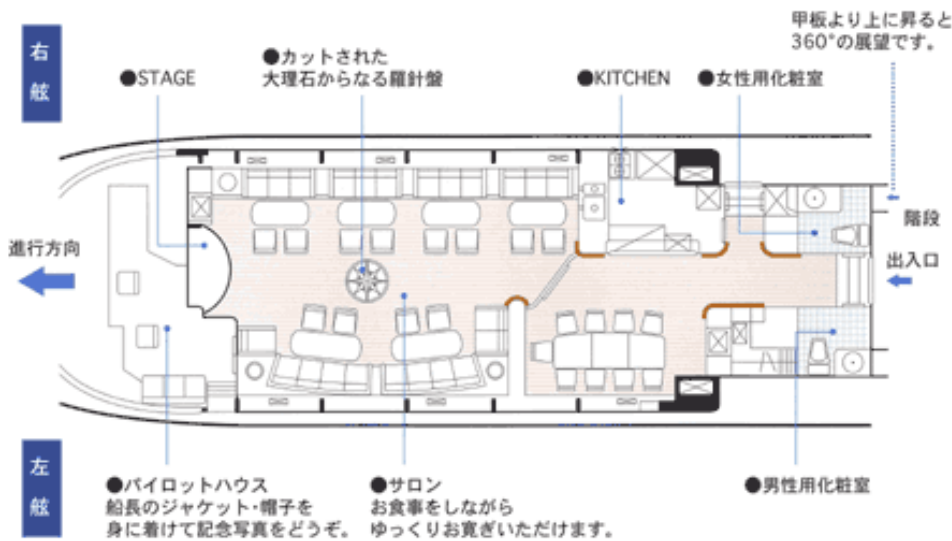 甲板より上に昇ると
360°の展望です。
右舷
●STAGE
●カットされた
大理石からなる羅針盤
●KITCHEN
●女性用化粧室
階段
進行方向
出入口
左舷
●パイロットハウス
船長のジャケット・帽子を
身に着けて記念写真をどうぞ。
●サロン
お食事をしながら
ゆっくりお寛ぎいただけます。
●男性用化粧室